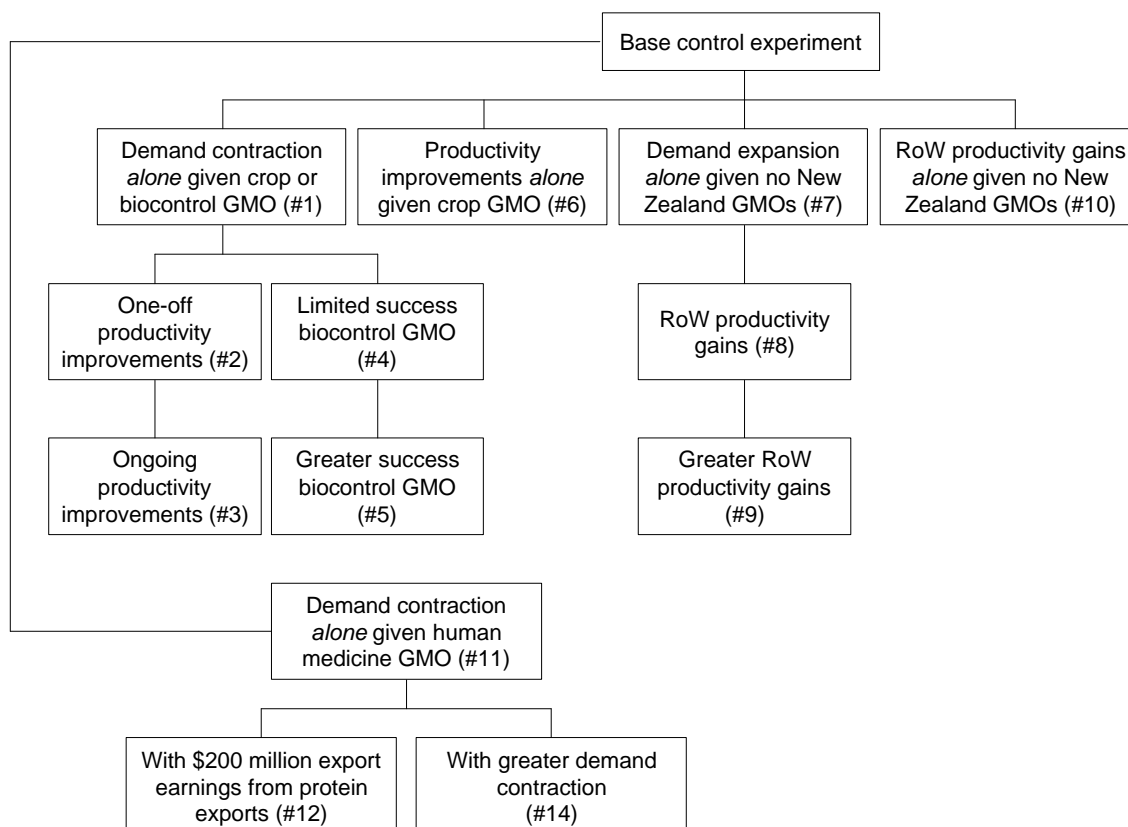 Base control experiment
Demand contraction
alone given crop or
biocontrol GMO (#1)
Productivity
improvements alone
given crop GMO (#6)
Demand expansion
alone given no New
Zealand GMOs (#7)
RoW productivity gains
alone given no New
Zealand GMOs (#10)
One-off
productivity
improvements (#2)
Limited success
biocontrol GMO
(#4)
RoW productivity
gains (#8)
Ongoing
productivity
improvements (#3)
Greater success
biocontrol GMO
(#5)
Greater RoW
productivity gains
(#9)
Demand contraction
alone given human
medicine GMO (#11)
With $200 million export
earnings from protein
exports (#12)
With greater demand
contraction
(#14)